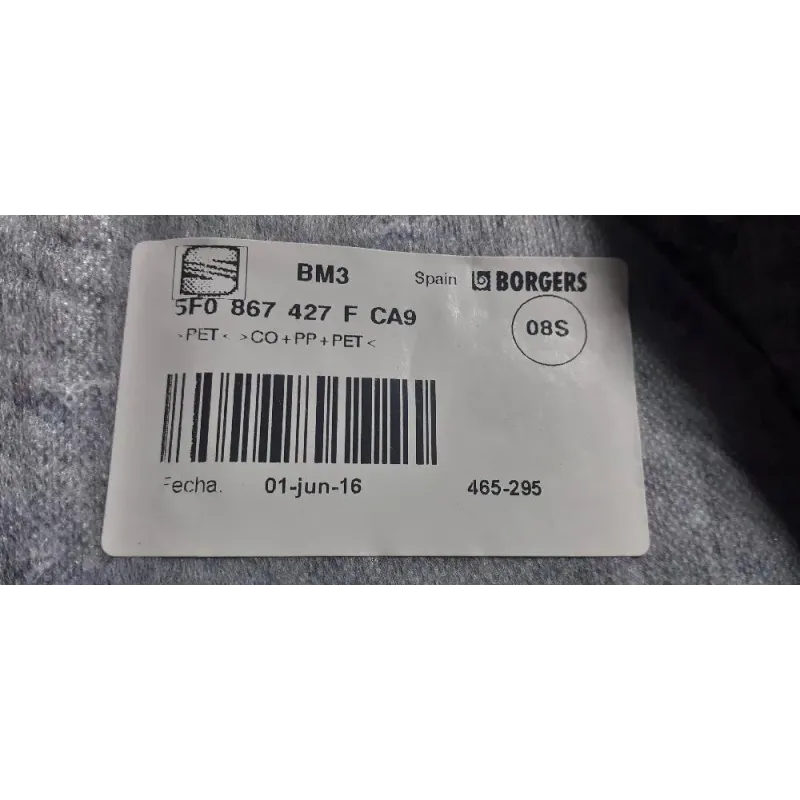 BM3 Spain BORGERS
5F0 867 427 F CA9
08S
>PET< >CO+PP+PET<
Fecha. 01-jun-16 465-295